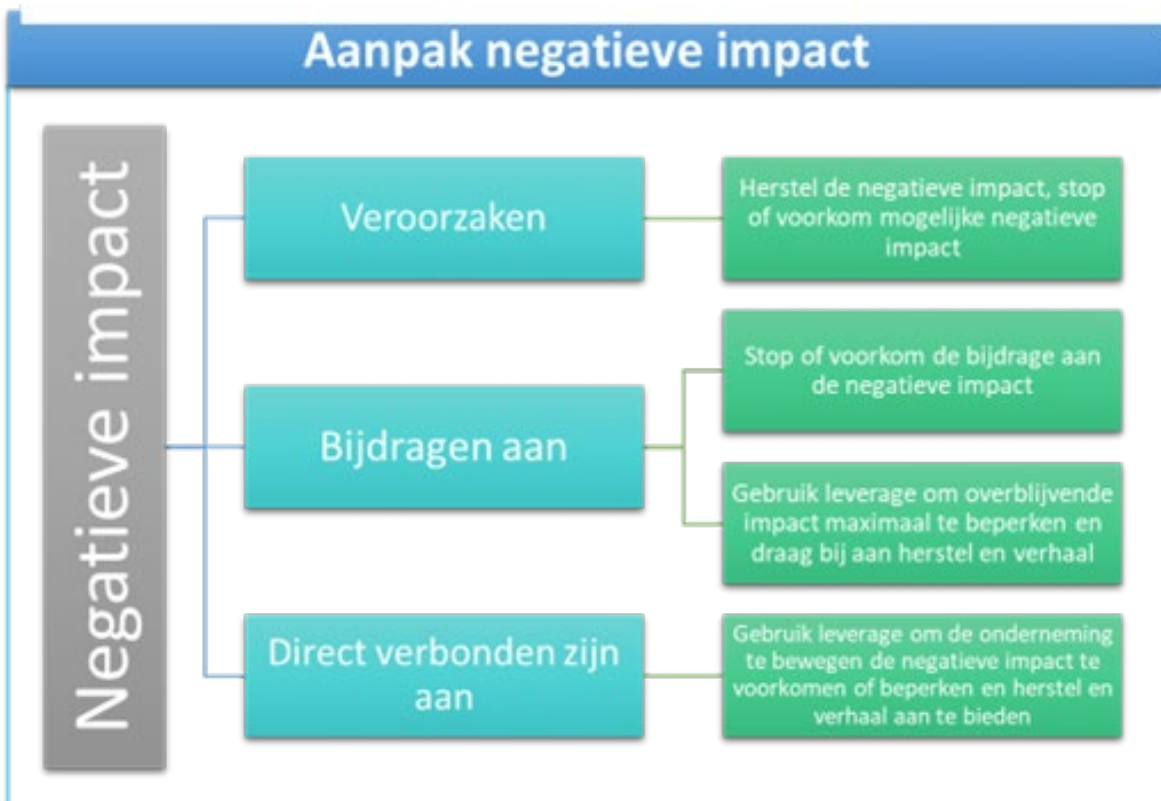 Aanpak negatieve impact
Negatieve impact
Veroorzaken
Herstel de negatieve impact, stop
of voorkom mogelijke negatieve
impact
Bijdragen aan
Stop of voorkom de bijdrage aan
de negatieve impact
Gebruik leverage om overblijvende
impact maximaal te beperken en
draag bij aan herstel en verhaal
Direct verbonden zijn
aan
Gebruik leverage om de onderneming
te bewegen de negatieve impact te
voorkomen of beperken en herstel en
verhaal aan te bieden